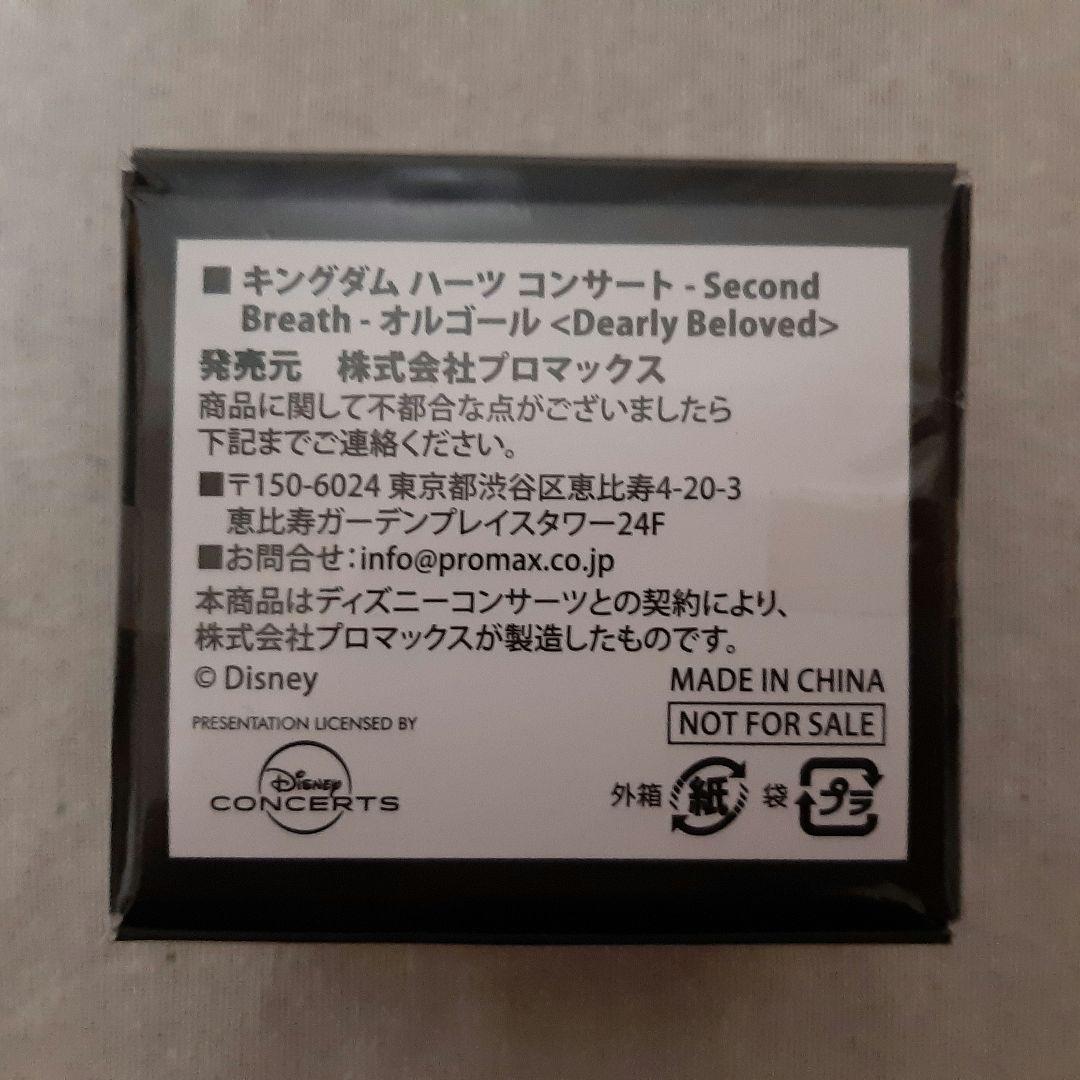 ■ キングダム ハーツ コンサート - Second
Breath - オルゴール <Dearly Beloved>
発売元　株式会社プロマックス
商品に関して不都合な点がございましたら
下記までご連絡ください。
■〒150-6024 東京都渋谷区恵比寿4-20-3
恵比寿ガーデンプレイスタワー24F
■お問合せ：info@promax.co.jp
本商品はディズニーコンサーツとの契約により、
株式会社プロマックスが製造したものです。
© Disney
MADE IN CHINA
PRESENTATION LICENSED BY
NOT FOR SALE
Disney
CONCERTS
外箱 紙 袋 プラ